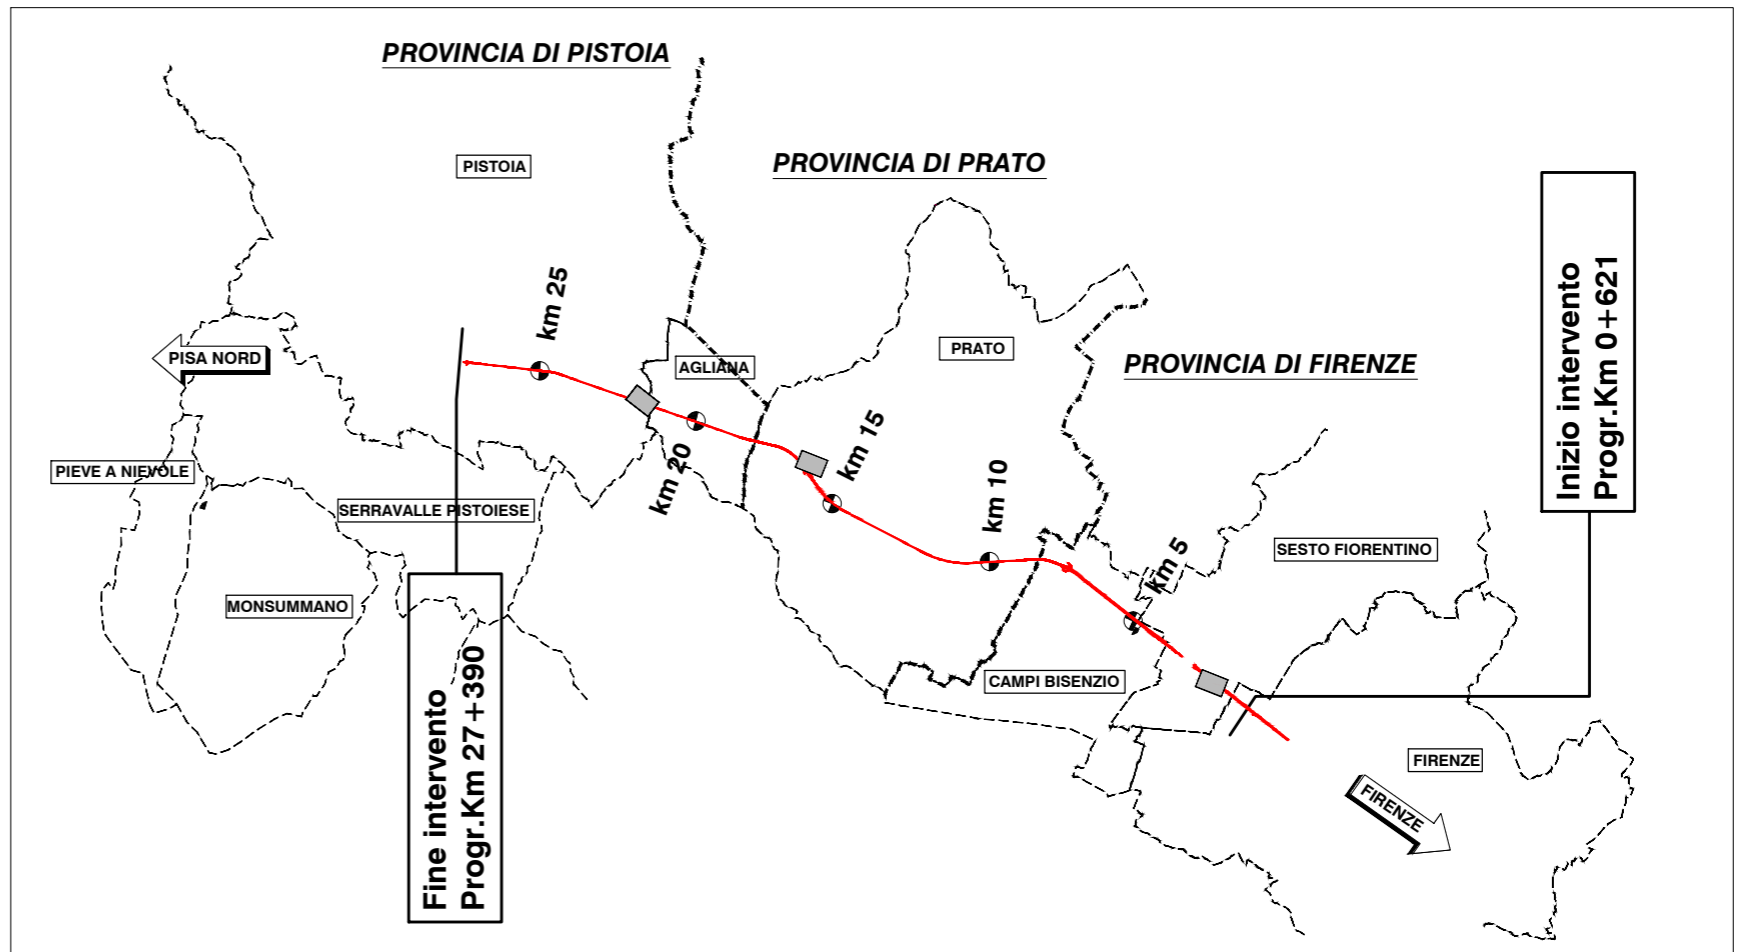 PROVINCIA DI PISTOIA
PISTOIA
PROVINCIA DI PRATO
km 25
PISA NORD
AGLIANA
PRATO
PROVINCIA DI FIRENZE
Inizio intervento
Progr.Km 0+621
PIEVE A NIEVOLE
SERRAVALLE PISTOIESE
km 20
km 15
km 10
km 5
SESTO FIORENTINO
MONSUMMANO
CAMPI BISENZIO
Fine intervento
Progr.Km 27+390
FIRENZE
FIRENZE